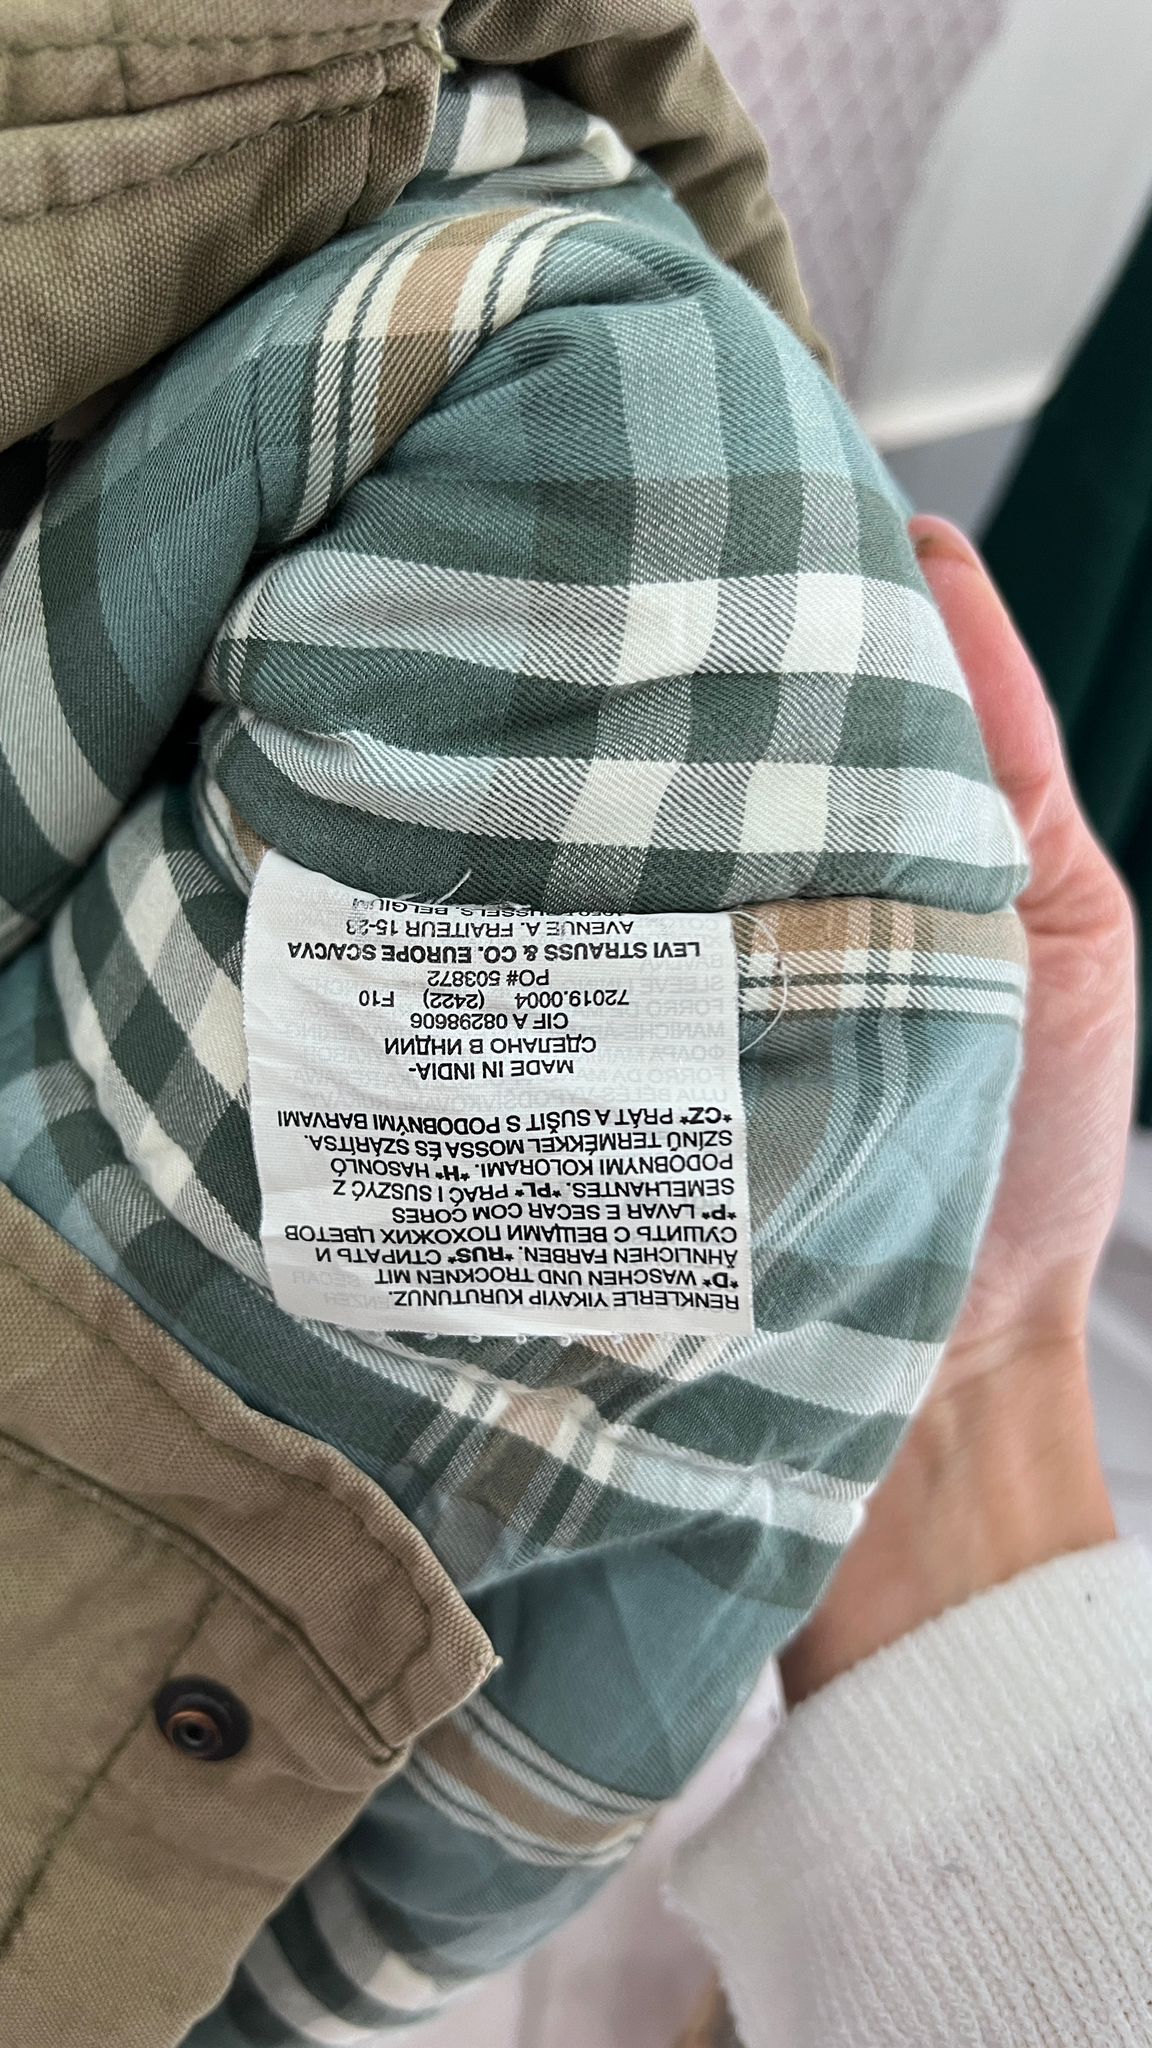 RENKLERLE YIKAYIP KURUTUNUZ.
*D* WASCHEN UND TROCKNEN MIT
ÄHNLICHEN FARBEN. *RUS* СТИРАТЬ И
СУШИТЬ С ВЕЩАМИ ПОХОЖИХ ЦВЕТОВ
*P* LAVAR E SECAR COM CORES
SEMELHANTES. *PL* PRAĆ I SUSZYĆ Z
PODOBNYMI KOLORAMI. *H* HASONLÓ
SZÍNŰ TERMÉKKEL MOSSA ÉS SZÁRÍTSA.
*CZ* PRÁT A SUŠIT S PODOBNÝMI BARVAMI
MADE IN INDIA-
СДЕЛАНО В ИНДИИ
CIF A 08298606
72019.0004 (2422) F10
PO# 503872
LEVI STRAUSS & CO. EUROPE SCA/CVA
AVENUE A. FRAITEUR 15-23